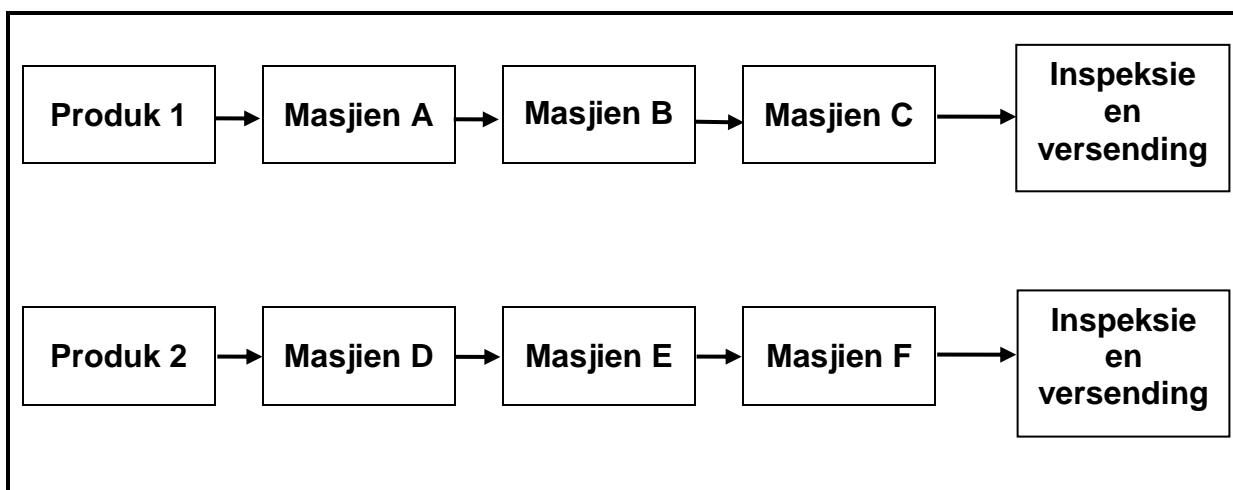 Produk 1
Masjien A
Masjien B
Masjien C
Inspeksie
en
versending
Produk 2
Masjien D
Masjien E
Masjien F
Inspeksie
en
versending